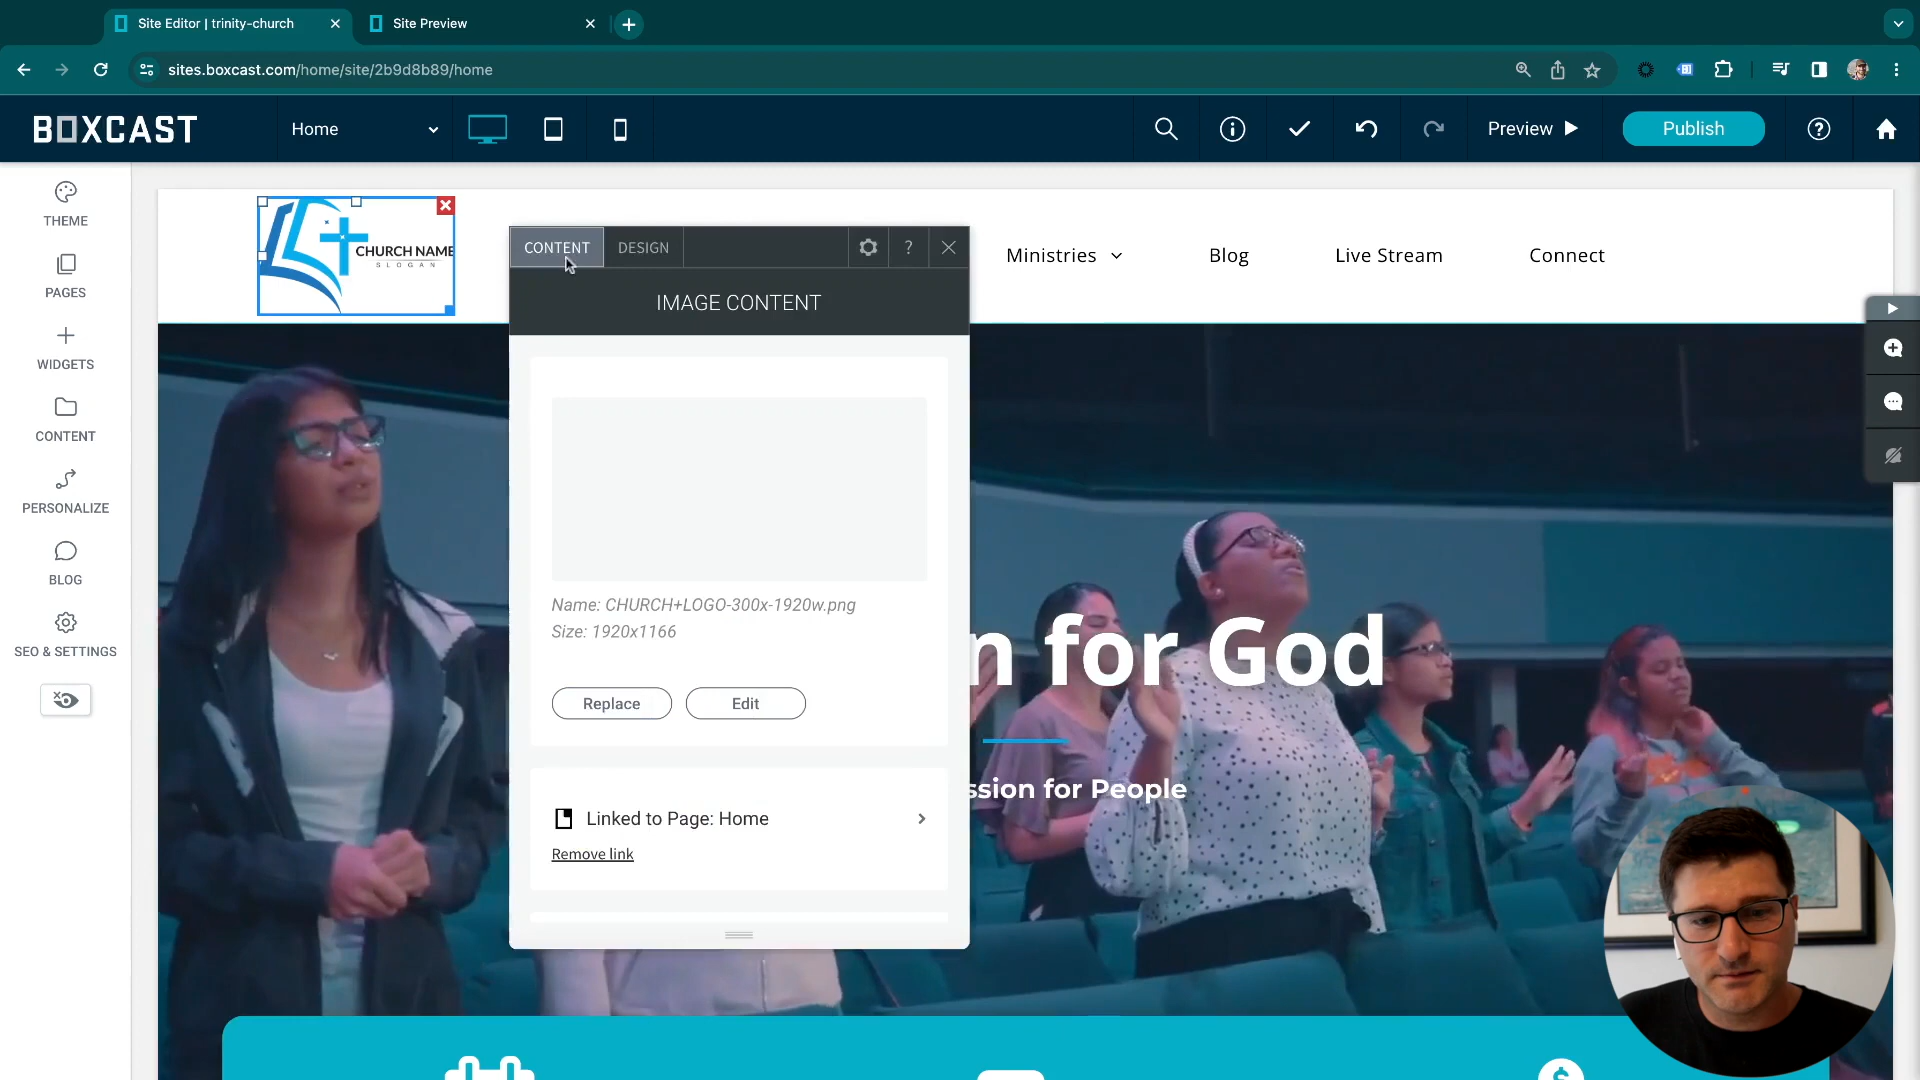 Site Editor | trinity-church
Site Preview
sites.boxcast.com/home/site/2b9d8b89/home
BOXCAST
Home
Preview
Publish
THEME
PAGES
WIDGETS
CONTENT
PERSONALIZE
BLOG
SEO & SETTINGS
CHURCH NAME
SLOGAN
CONTENT
DESIGN
?
IMAGE CONTENT
Name: CHURCH+LOGO-300x-1920w.png
Size: 1920x1166
Replace
Edit
Linked to Page: Home
Remove link
Ministries
Blog
Live Stream
Connect
n for God
ssion for People